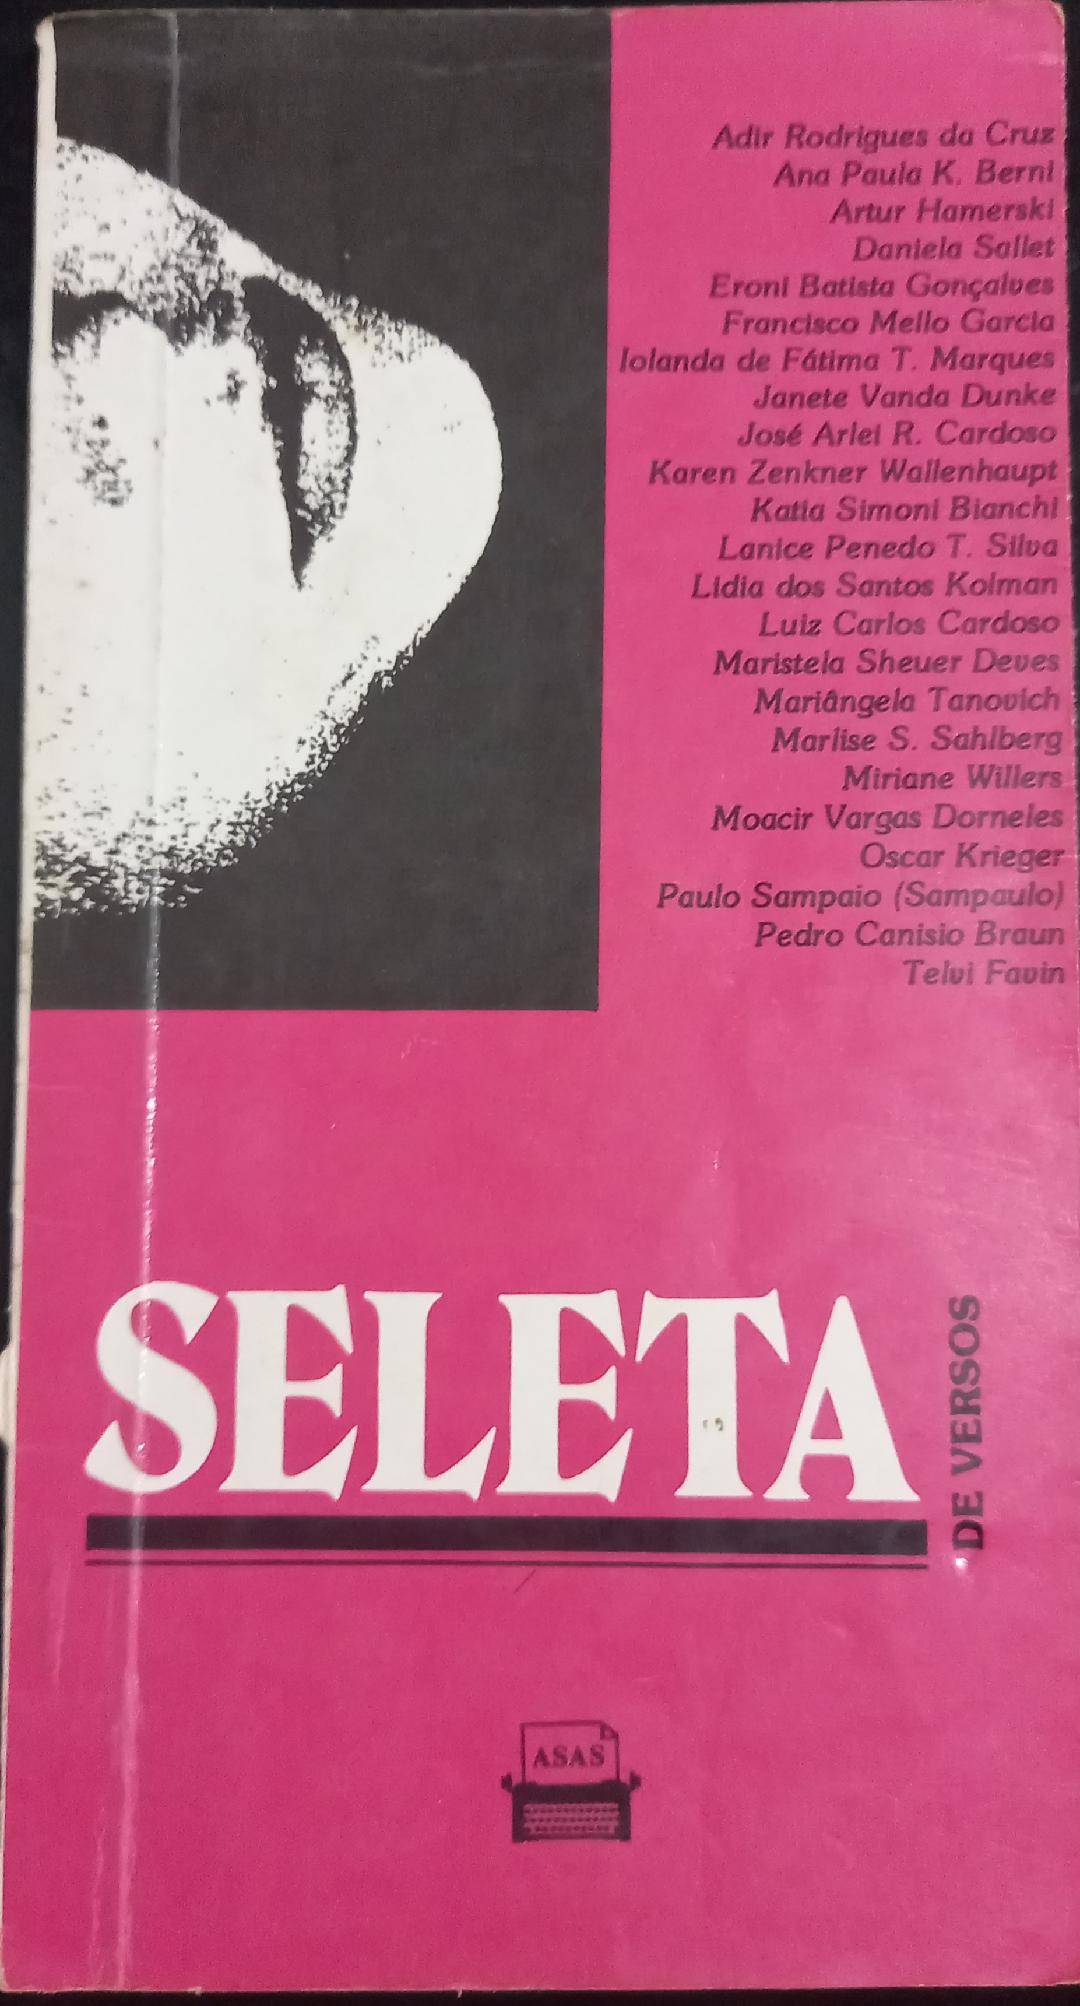 Adir Rodrigues da Cruz
Ana Paula K. Berni
Artur Hamerski
Daniela Sallet
Eroni Batista Gonçalves
Francisco Mello Garcia
Iolanda de Fátima T. Marques
Janete Vanda Dunke
José Arlei R. Cardoso
Karen Zenkner Wallenhaupt
Katia Simoni Bianchi
Lanice Penedo T. Silva
Lidia dos Santos Kolman
Luiz Carlos Cardoso
Maristela Sheuer Deves
Mariângela Tanovich
Marlise S. Sahlberg
Miriane Willers
Moacir Vargas Dorneles
Oscar Krieger
Paulo Sampaio (Sampaulo)
Pedro Canisio Braun
Telvi Favin
SELETA
DE VERSOS
ASAS